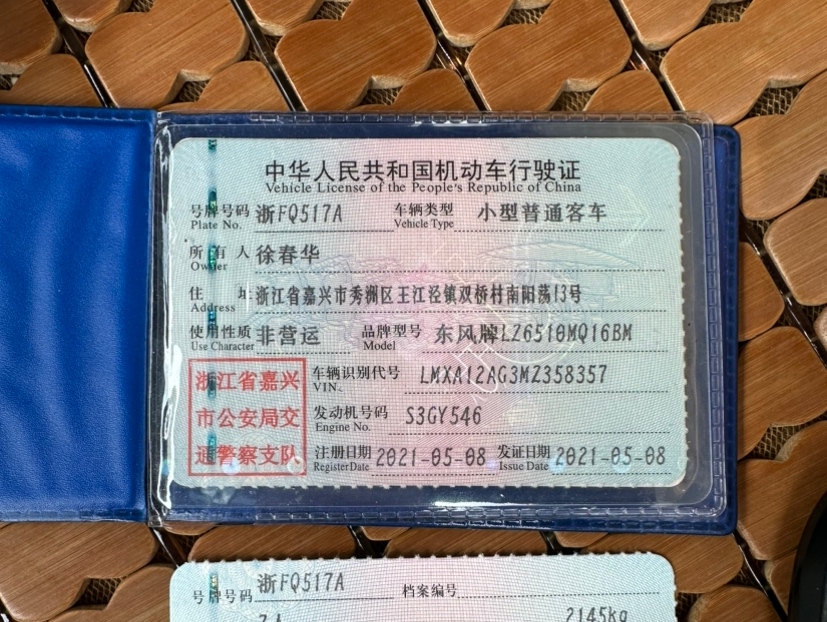 中华人民共和国机动车行驶证
Vehicle License of the People's Republic of China
号牌号码 浙FQ517A 车辆类型 小型普通客车
Plate No. Vehicle Type
所有人 徐春华
Owner
住址 浙江省嘉兴市秀洲区王江泾镇双桥村南阳荡13号
Address
使用性质 非营运 品牌型号 东风牌LZ6510MQ16BM
Use Character Model
浙江省嘉兴
市公安局交
通警察支队
车辆识别代号 LMXA12AG3MZ358357
VIN.
发动机号码 S3GY546
Engine No.
注册日期 2021-05-08 发证日期 2021-05-08
Register Date Issue Date
号牌号码 浙FQ517A 档案编号
2145kg